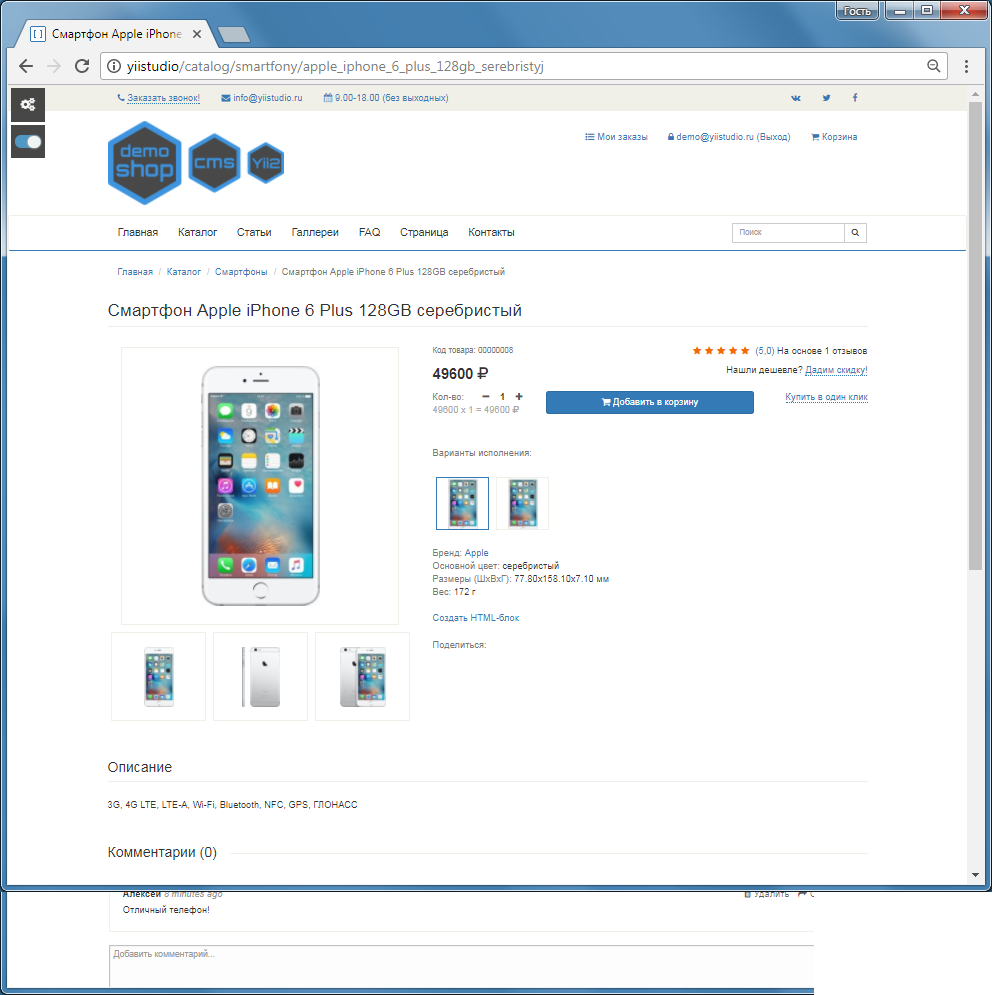 Гость
Смартфон Apple iPhone
yiistudio/catalog/smartfony/apple_iphone_6_plus_128gb_serebristyj
Заказать звонок! info@yiistudio.ru 9.00-18.00 (без выходных)
demo shop cms Yii2
Мои заказы demo@yiistudio.ru (Выход) Корзина
Главная Каталог Статьи Галлереи FAQ Страница Контакты Поиск
Главная / Каталог / Смартфоны / Смартфон Apple iPhone 6 Plus 128GB серебристый
Смартфон Apple iPhone 6 Plus 128GB серебристый
Код товара: 00000008 (5,0) На основе 1 отзывов
49600 ₽ Нашли дешевле? Дадим скидку!
Кол-во: − 1 + Добавить в корзину Купить в один клик
49600 x 1 = 49600 ₽
Варианты исполнения:
Бренд: Apple
Основной цвет: серебристый
Размеры (ШхВхГ): 77.80x158.10x7.10 мм
Вес: 172 г
Создать HTML-блок
Поделиться:
Описание
3G, 4G LTE, LTE-A, Wi-Fi, Bluetooth, NFC, GPS, ГЛОНАСС
Комментарии (0)
Алексей 8 minutes ago Удалить
Отличный телефон!
Добавить комментарий...